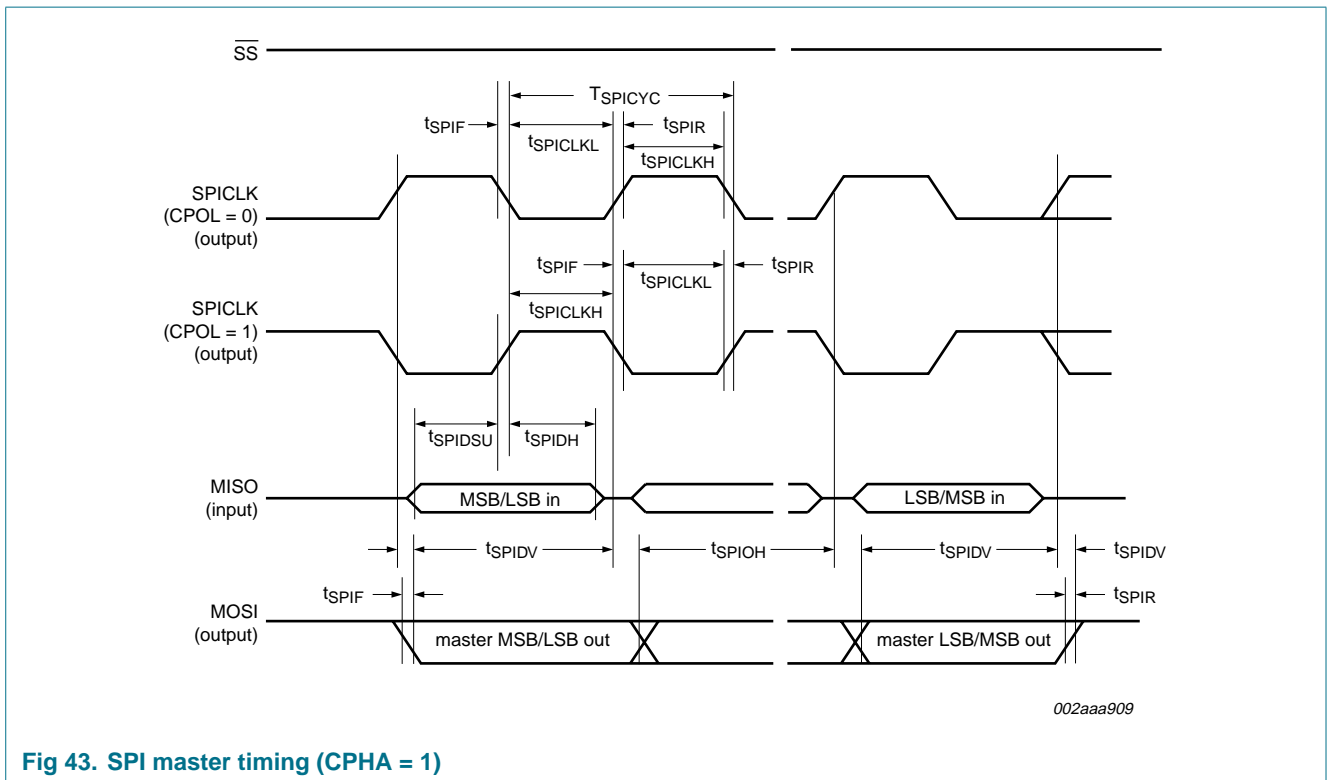 SS
TSPICYC
tSPIF
tSPICLKL
tSPIR
tSPICLKH
SPICLK
(CPOL = 0)
(output)
tSPIF
tSPICLKL
tSPIR
tSPICLKH
SPICLK
(CPOL = 1)
(output)
tSPIDSU
tSPIDH
MISO
(input)
MSB/LSB in
LSB/MSB in
tSPIDV
tSPIOH
tSPIDV
tSPIDV
tSPIF
tSPIR
MOSI
(output)
master MSB/LSB out
master LSB/MSB out
002aaa909
Fig 43. SPI master timing (CPHA = 1)